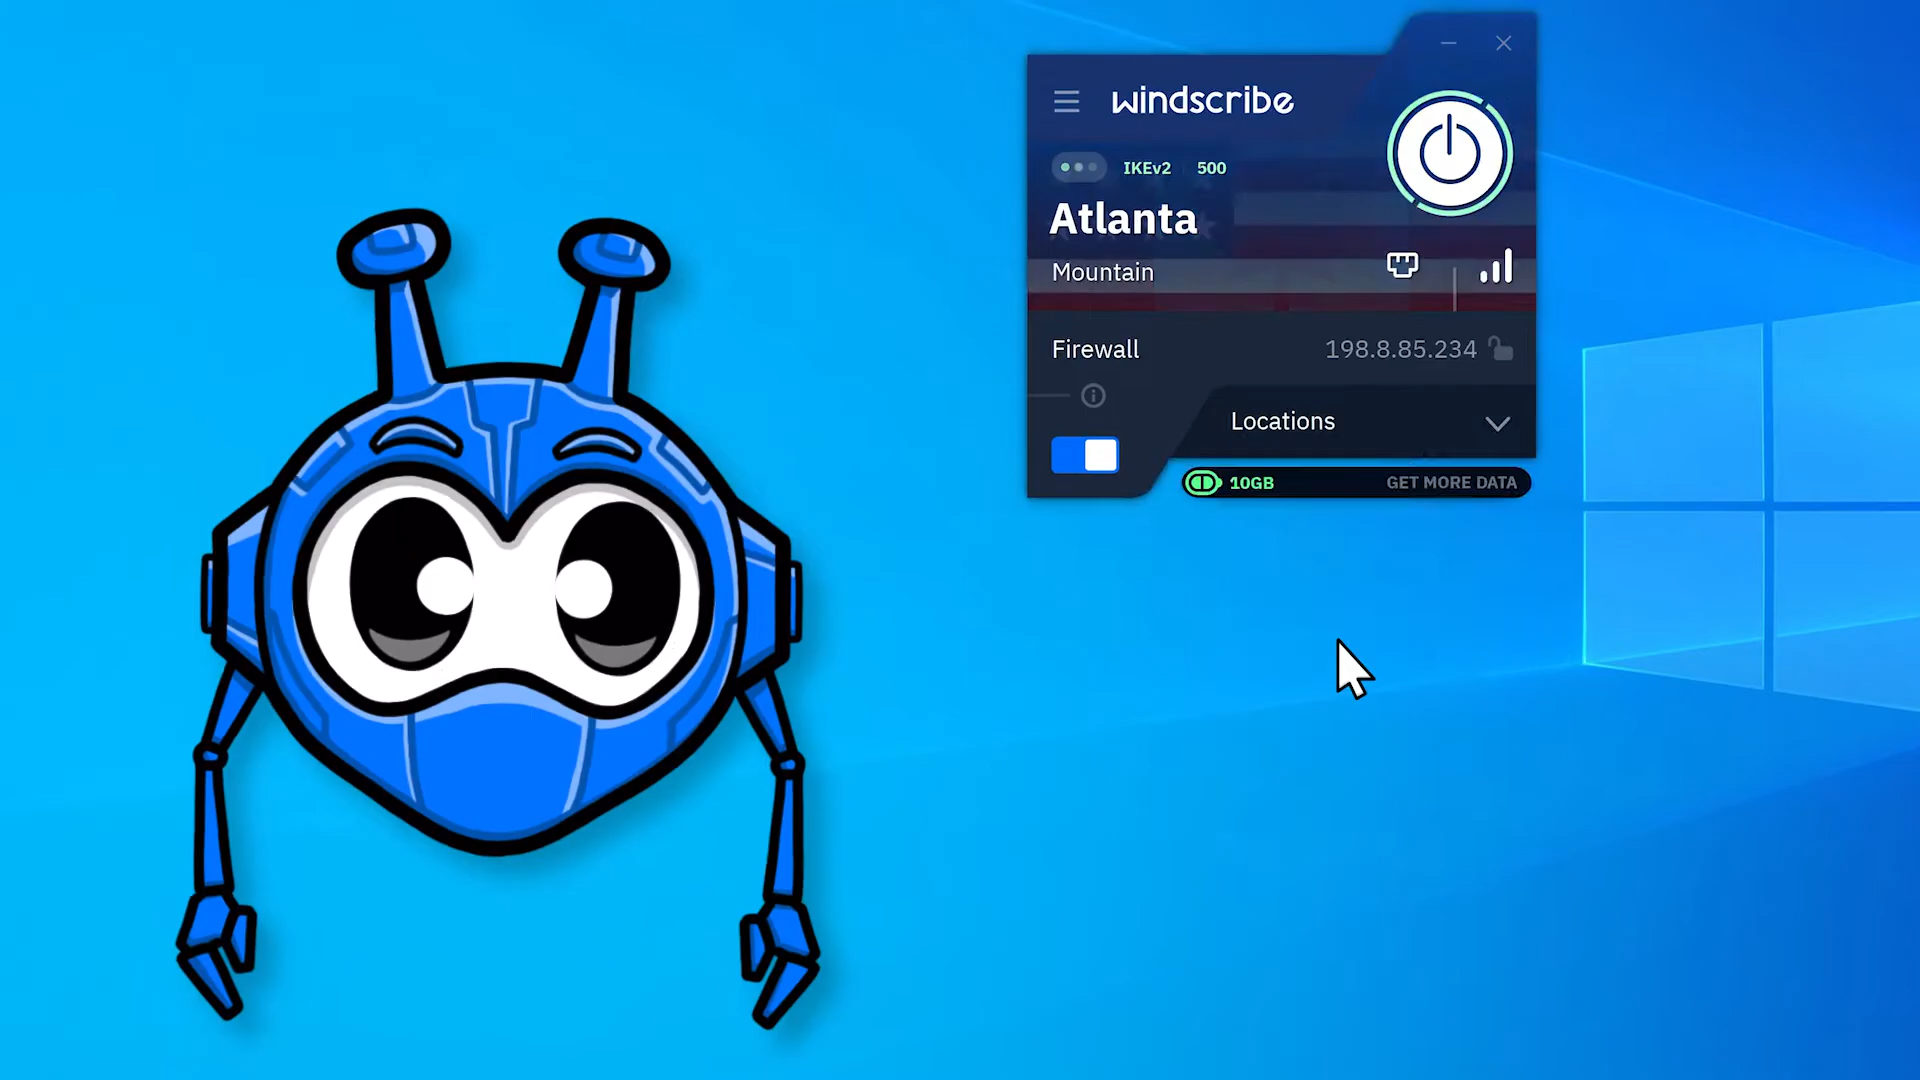 windscribe
IKEv2 500
Atlanta
Mountain
Firewall 198.8.85.234
Locations
10GB GET MORE DATA